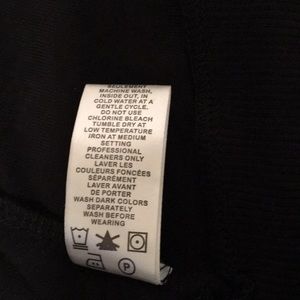 SEULEMENT
MACHINE WASH,
INSIDE OUT, IN
COLD WATER AT A
GENTLE CYCLE.
DO NOT USE
CHLORINE BLEACH
TUMBLE DRY AT
LOW TEMPERATURE
IRON AT MEDIUM
SETTING
PROFESSIONAL
CLEANERS ONLY
LAVER LES
COULEURS FONCÉES
SÉPARÉMENT
LAVER AVANT
DE PORTER
WASH DARK COLORS
SEPARATELY
WASH BEFORE
WEARING
P